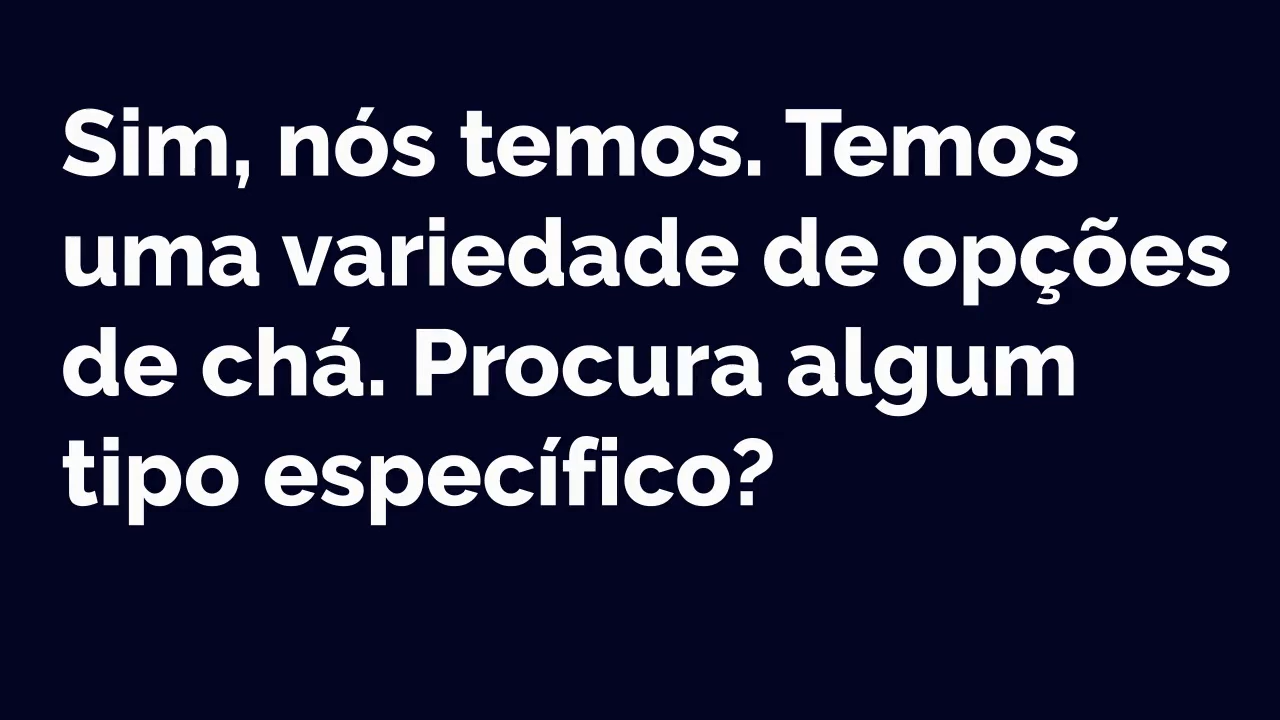 Sim, nós temos. Temos
uma variedade de opções
de chá. Procura algum
tipo específico?